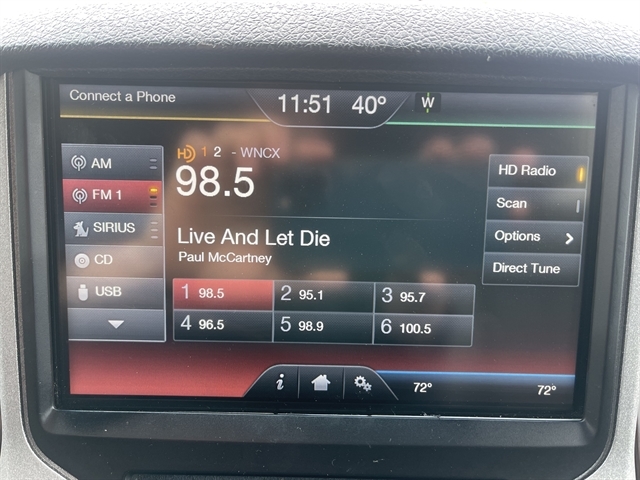 Connect a Phone
11:51 40° W
HD 1 2 - WNCX
98.5
Live And Let Die
Paul McCartney
AM
FM 1
SIRIUS
CD
USB
1 98.5 2 95.1 3 95.7
4 96.5 5 98.9 6 100.5
HD Radio
Scan
Options
Direct Tune
i
72° 72°